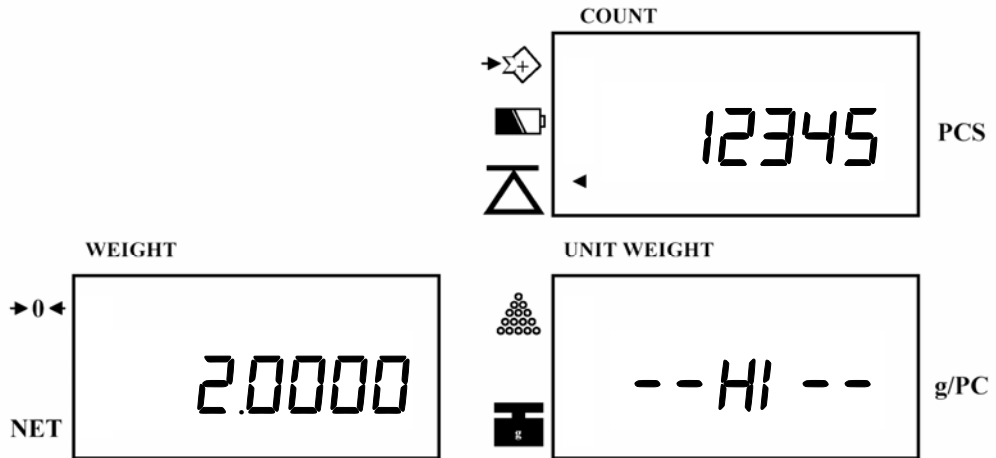 COUNT
Σ+
12345
PCS
WEIGHT
UNIT WEIGHT
0
2.0000
NET
--HI --
g
g/PC